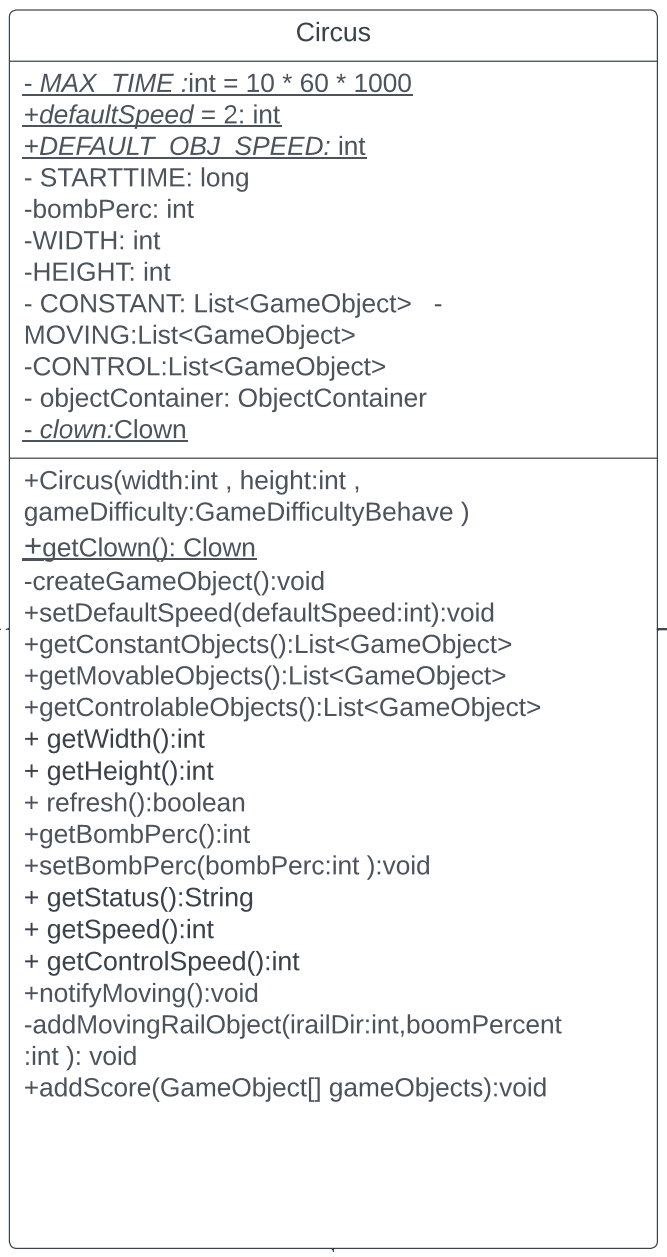 Circus
- MAX_TIME :int = 10 * 60 * 1000
+defaultSpeed = 2: int
+DEFAULT_OBJ_SPEED: int
- STARTTIME: long
-bombPerc: int
-WIDTH: int
-HEIGHT: int
- CONSTANT: List<GameObject> -
MOVING:List<GameObject>
-CONTROL:List<GameObject>
- objectContainer: ObjectContainer
- clown:Clown
+Circus(width:int , height:int ,
gameDifficulty:GameDifficultyBehave )
+getClown(): Clown
-createGameObject():void
+setDefaultSpeed(defaultSpeed:int):void
+getConstantObjects():List<GameObject>
+getMovableObjects():List<GameObject>
+getControlableObjects():List<GameObject>
+ getWidth():int
+ getHeight():int
+ refresh():boolean
+getBombPerc():int
+setBombPerc(bombPerc:int ):void
+ getStatus():String
+ getSpeed():int
+ getControlSpeed():int
+notifyMoving():void
-addMovingRailObject(irailDir:int,boomPercent
:int ): void
+addScore(GameObject[] gameObjects):void